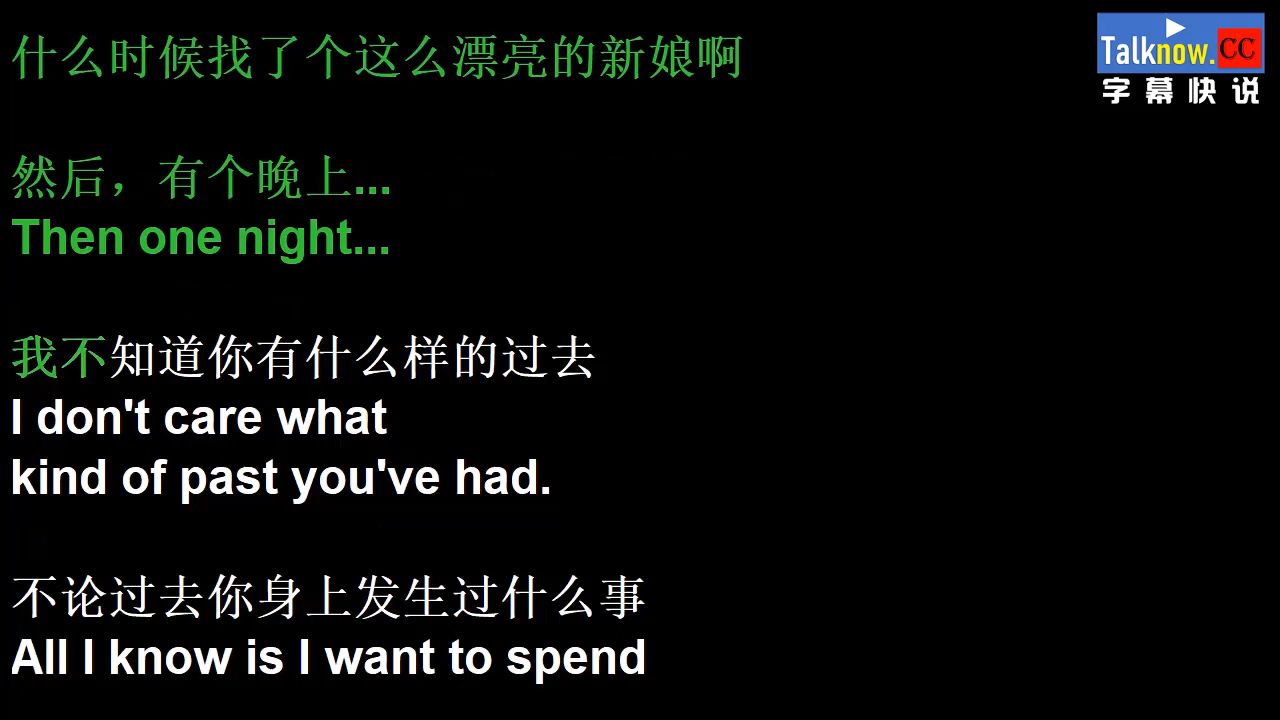 什么时候找了个这么漂亮的新娘啊
Talknow.CC
字幕快说
然后，有个晚上...
Then one night...
我不知道你有什么样的过去
I don't care what
kind of past you've had.
不论过去你身上发生过什么事
All I know is I want to spend